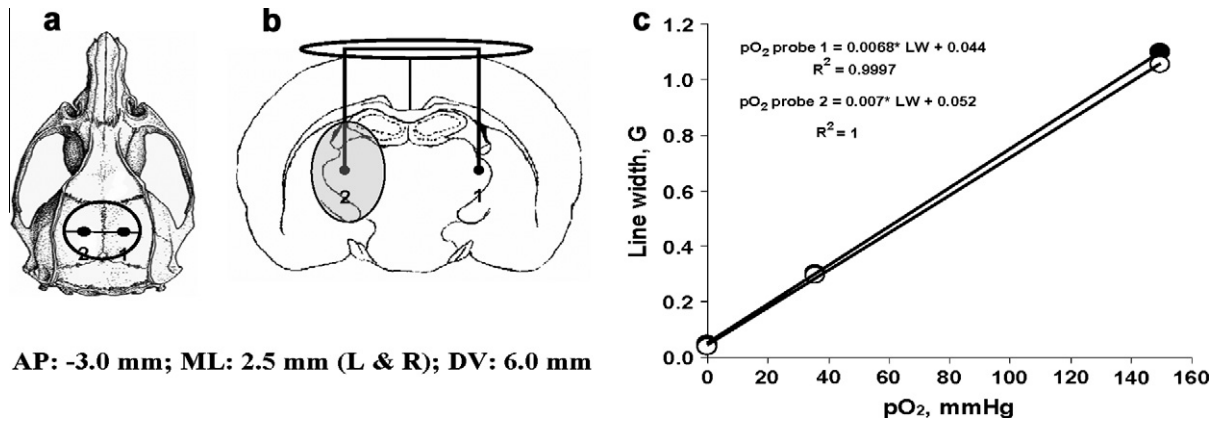 a
b
c
2 1
2
1
pO2 probe 1 = 0.0068* LW + 0.044
R2 = 0.9997
pO2 probe 2 = 0.007* LW + 0.052
R2 = 1
Line width, G
1.2
1.0
0.8
0.6
0.4
0.2
0.0
0 20 40 60 80 100 120 140 160
pO2, mmHg
AP: -3.0 mm; ML: 2.5 mm (L & R); DV: 6.0 mm